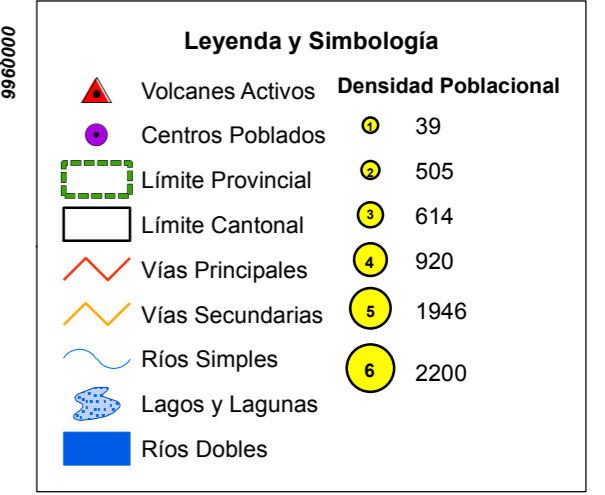 9960000
Leyenda y Simbología
Volcanes Activos
Centros Poblados
Límite Provincial
Límite Cantonal
Vías Principales
Vías Secundarias
Ríos Simples
Lagos y Lagunas
Ríos Dobles
Densidad Poblacional
1 39
2 505
3 614
4 920
5 1946
6 2200